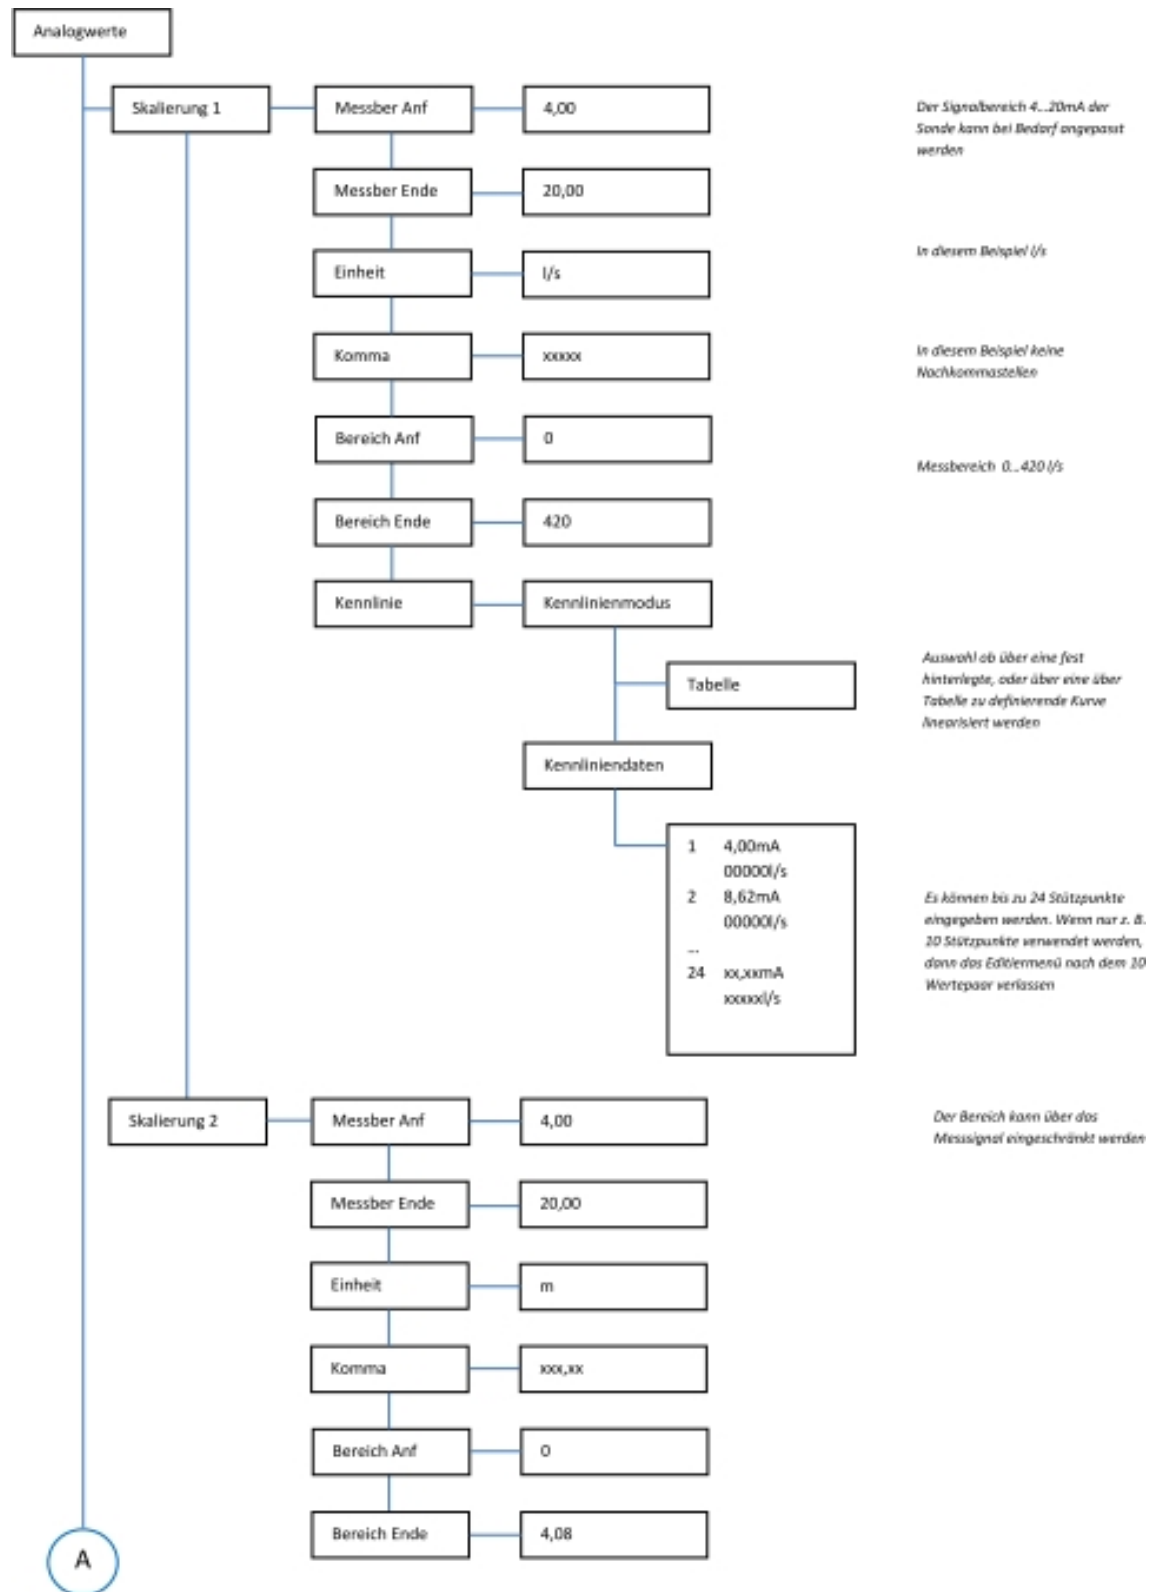 Analogwerte
Skalierung 1
Messber Anf
4,00
Der Signalbereich 4...20mA der
Sonde kann bei Bedarf angepasst
werden
Messber Ende
20,00
In diesem Beispiel l/s
Einheit
l/s
Komma
xxxxx
In diesem Beispiel keine
Nachkommastellen
Bereich Anf
0
Messbereich 0...420 l/s
Bereich Ende
420
Kennlinie
Kennlinienmodus
Auswahl ob über eine fest
hinterlegte, oder über eine über
Tabelle zu definierende Kurve
linearisiert werden
Tabelle
Kennliniendaten
1 4,00mA
00000l/s
2 8,62mA
00000l/s
...
24 xx,xxmA
xxxxxl/s
Es können bis zu 24 Stützpunkte
eingegeben werden. Wenn nur z. B.
10 Stützpunkte verwendet werden,
dann das Editiermenü nach dem 10
Wertepaar verlassen
Skalierung 2
Messber Anf
4,00
Der Bereich kann über das
Messsignal eingeschränkt werden
Messber Ende
20,00
Einheit
m
Komma
xxx,xx
Bereich Anf
0
Bereich Ende
4,08
A